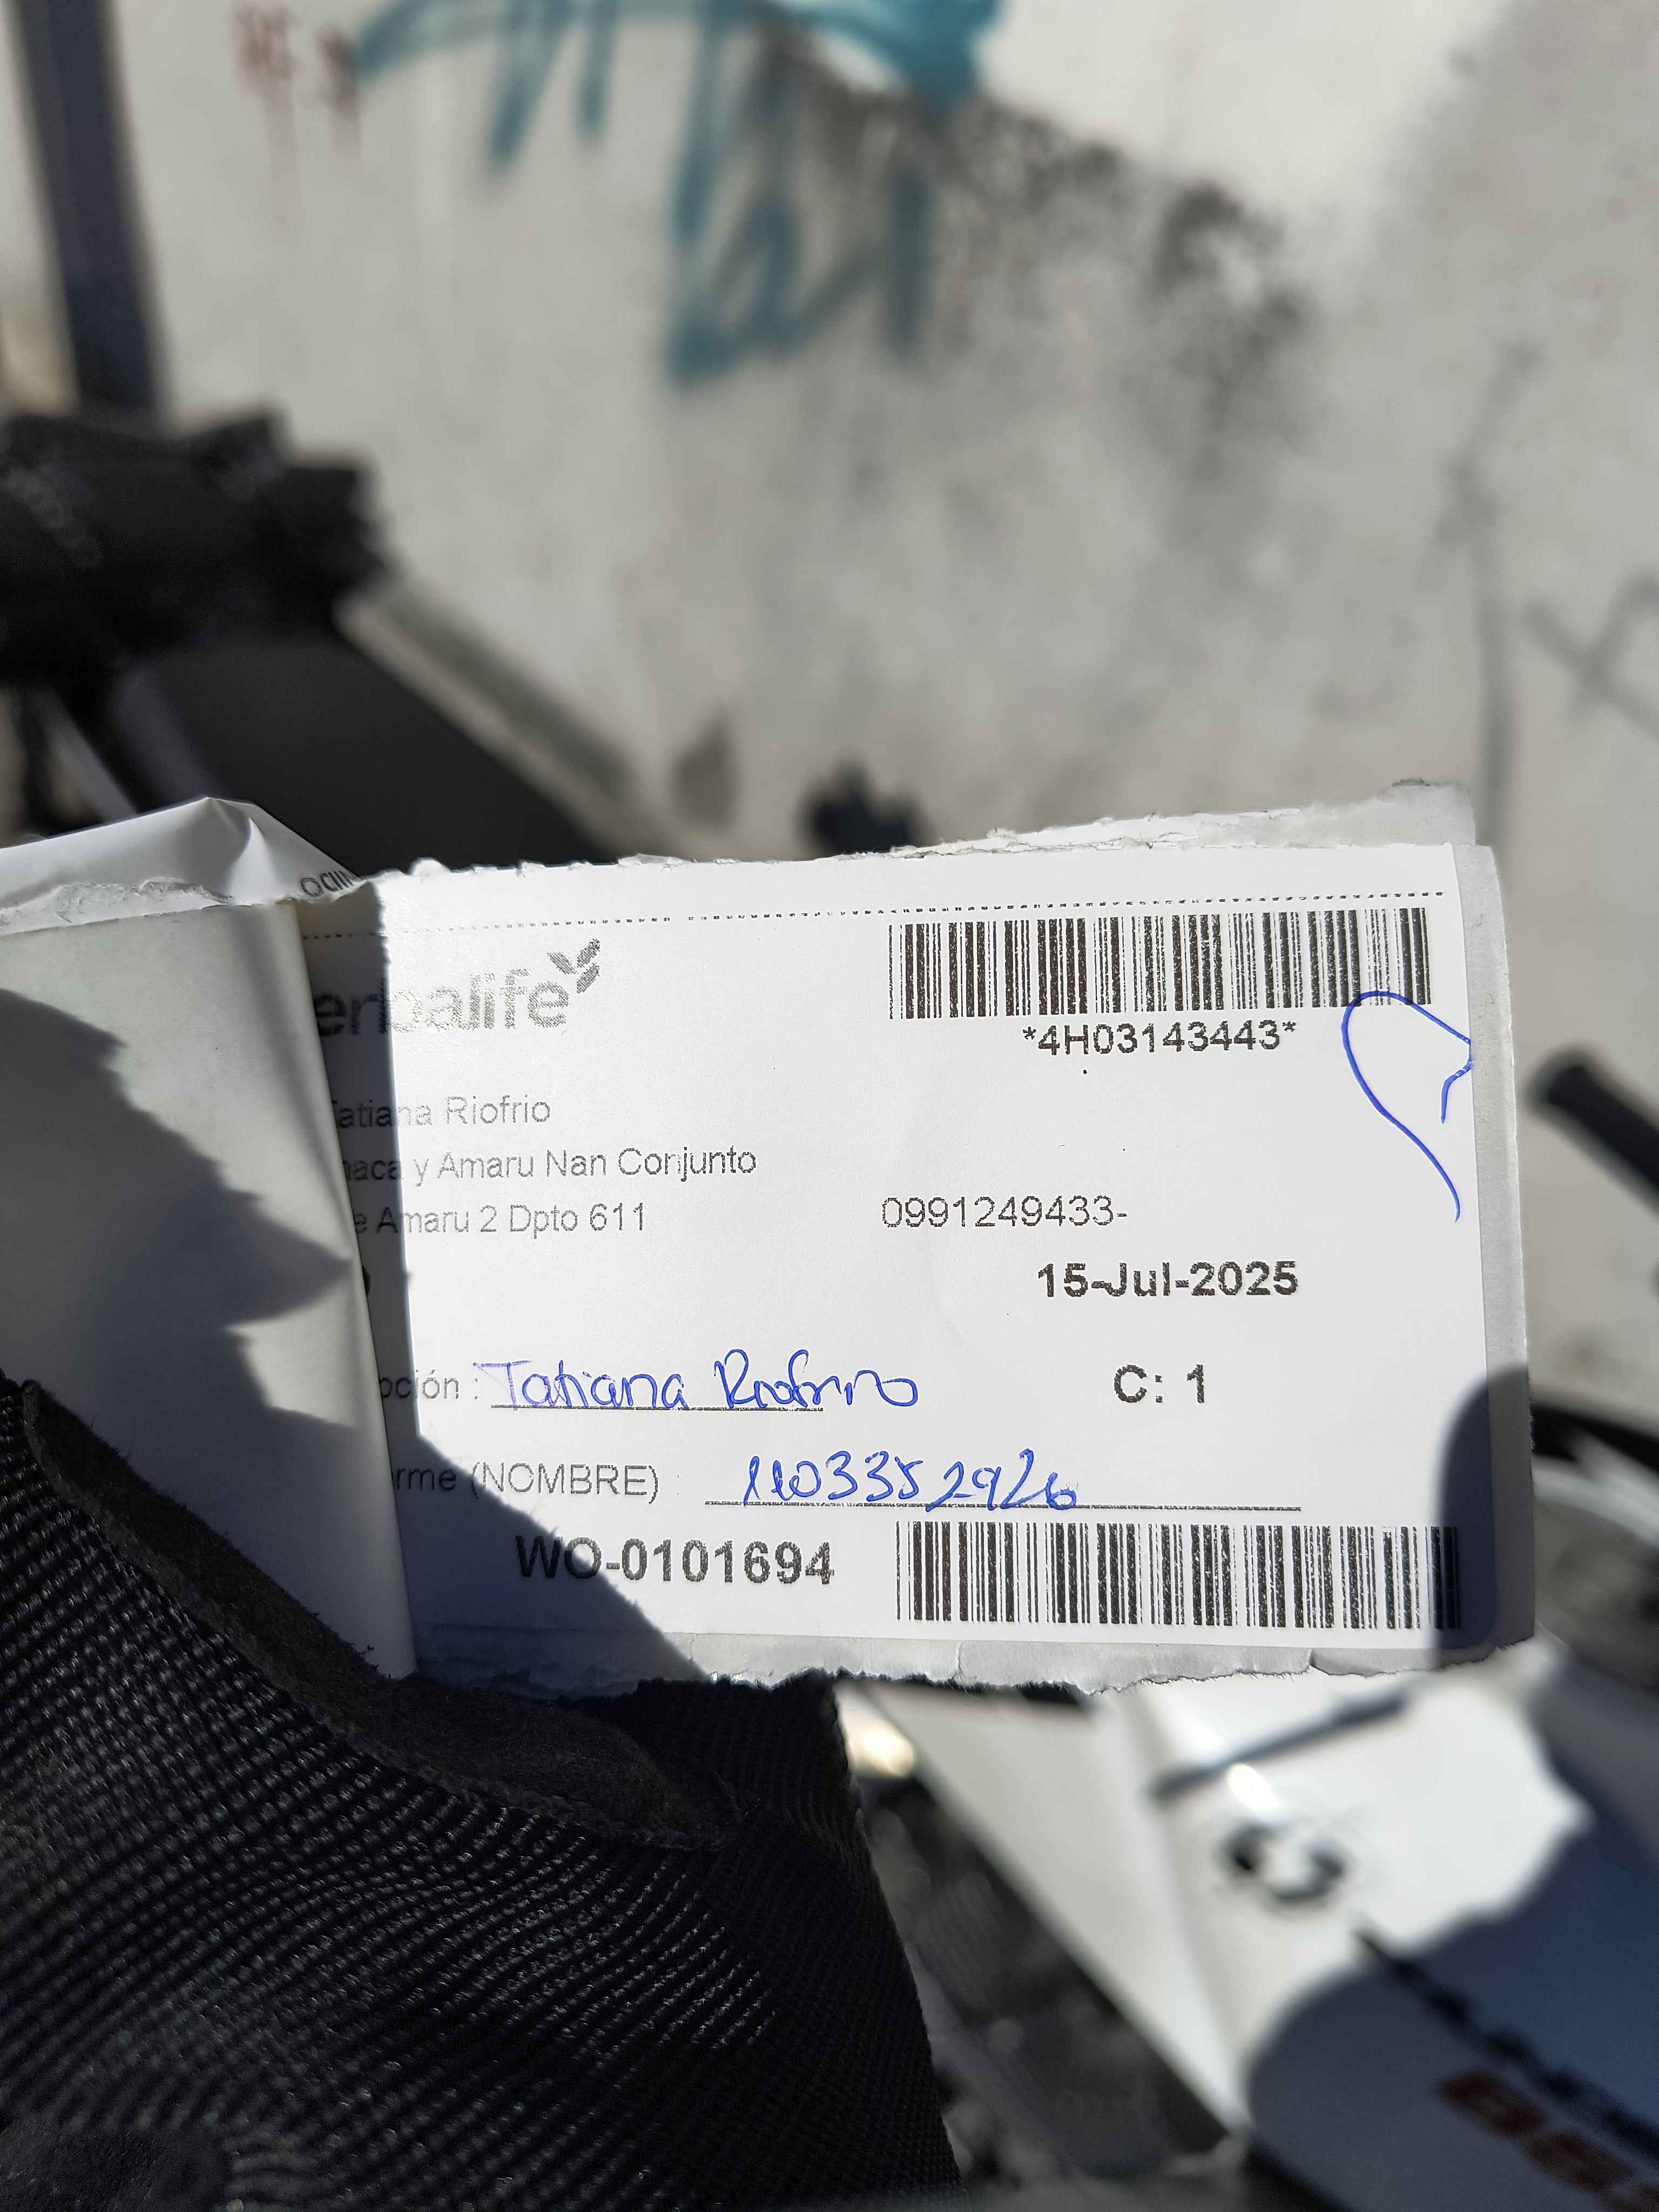 erbalife
*4H03143443*
Tatiana Riofrio
y Amaru Nan Conjunto
e Amaru 2 Dpto 611
0991249433-
15-Jul-2025
pción : Tatiana Riofrio
C: 1
rme (NOMBRE) : 1103352926
WO-0101694